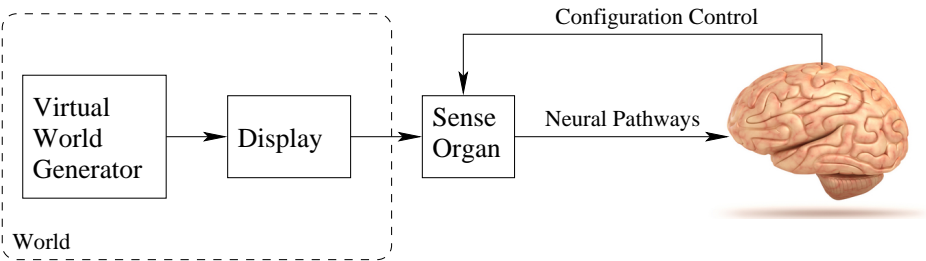 Configuration Control
Virtual
World
Generator
Display
Sense
Organ
Neural Pathways
World